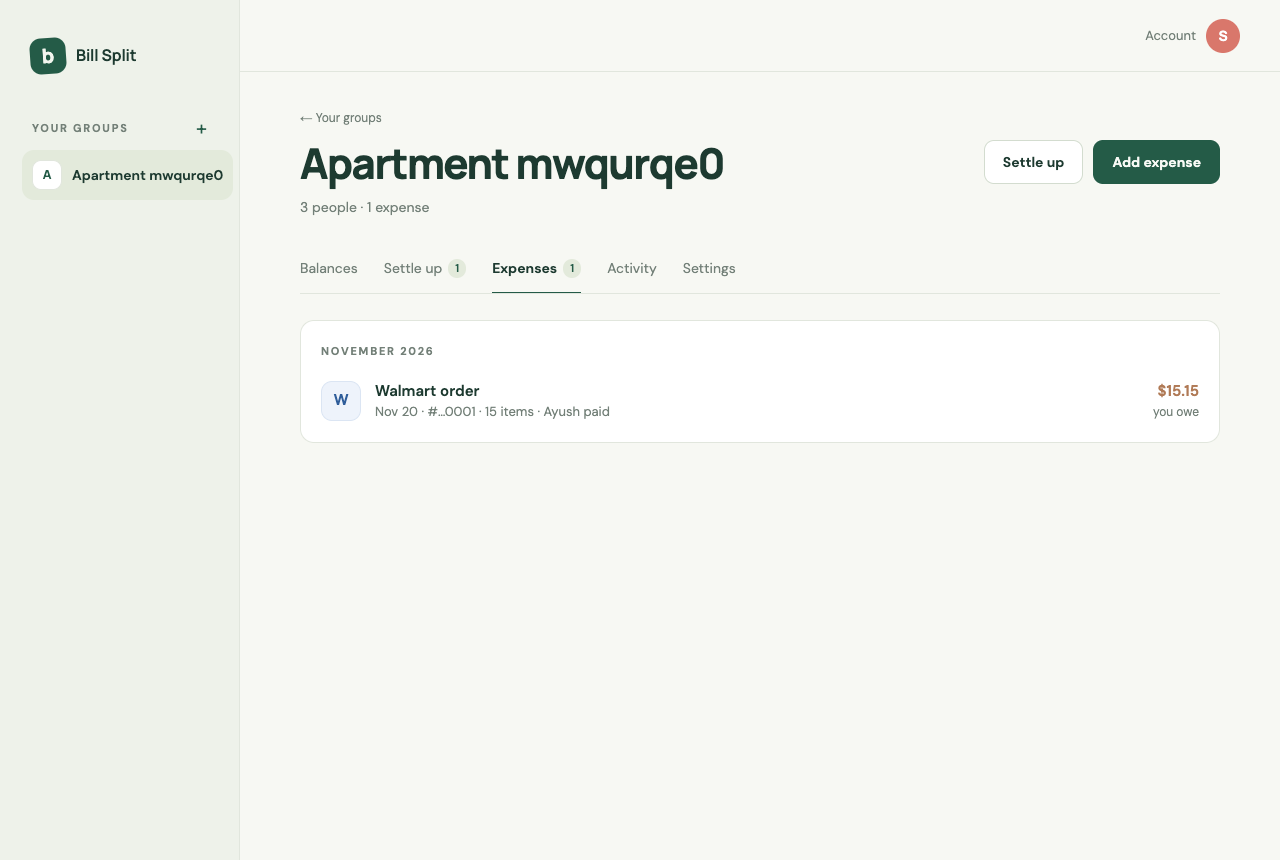 b Bill Split
Account S
YOUR GROUPS +
A Apartment mwqurqe0
← Your groups
Apartment mwqurqe0
Settle up Add expense
3 people · 1 expense
Balances Settle up 1 Expenses 1 Activity Settings
NOVEMBER 2026
W Walmart order $15.15
Nov 20 · #…0001 · 15 items · Ayush paid you owe